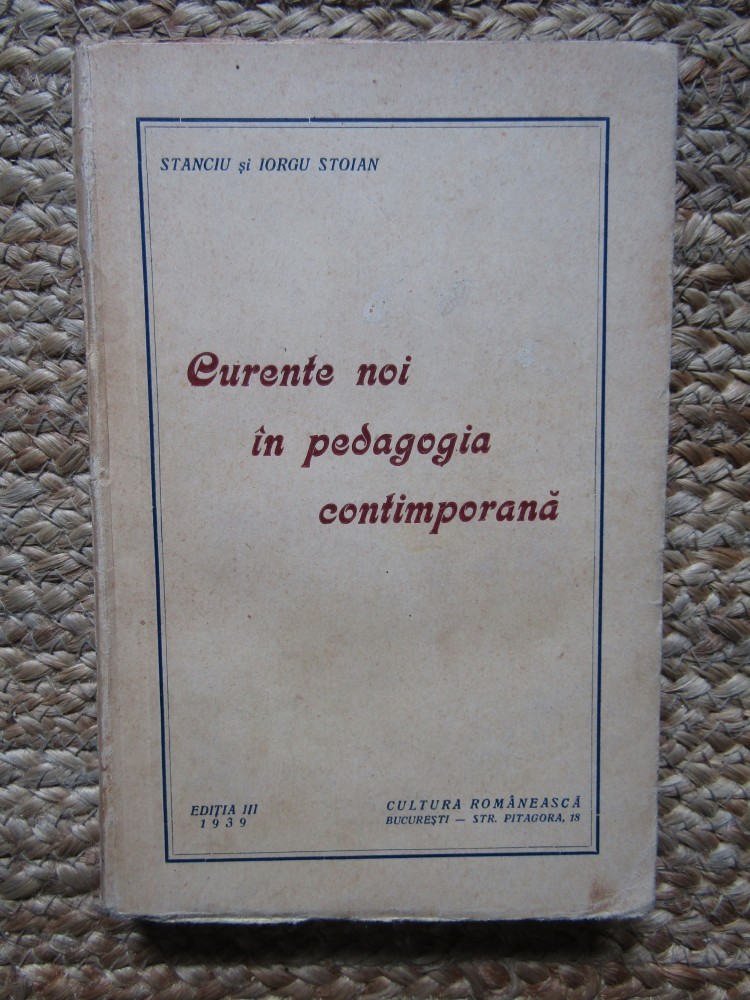 STANCIU și IORGU STOIAN
Curente noi
în pedagogia
contimporană
EDIȚIA III
1939
CULTURA ROMÂNEASCĂ
BUCUREȘTI — STR. PITAGORA, 18